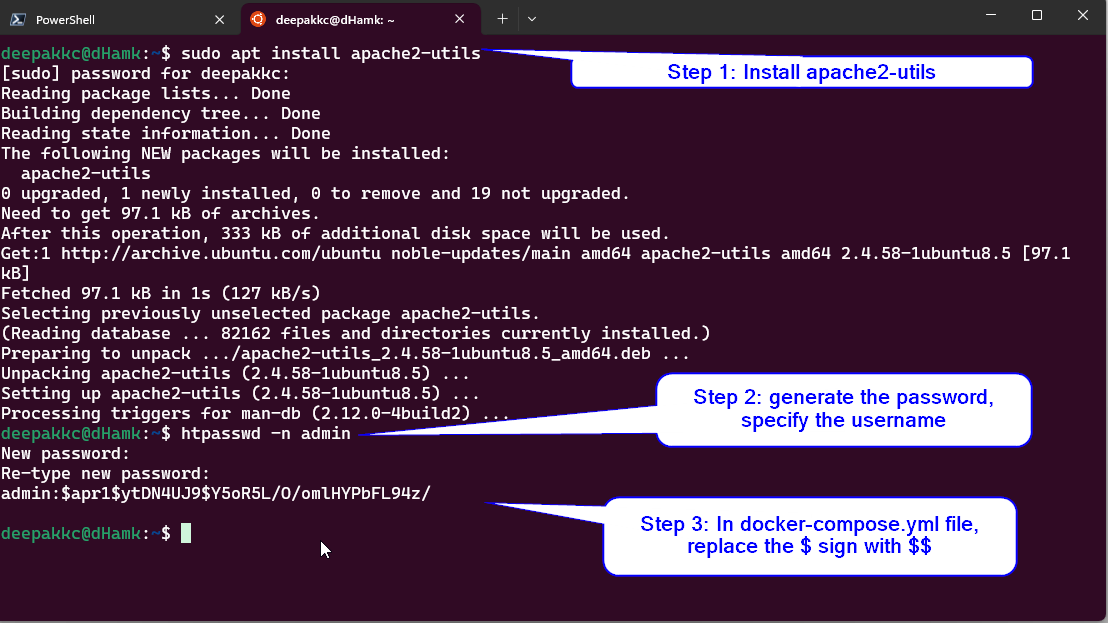 PowerShell
deepakkc@dHamk: ~
deepakkc@dHamk:~$ sudo apt install apache2-utils
Step 1: Install apache2-utils
[sudo] password for deepakkc:
Reading package lists... Done
Building dependency tree... Done
Reading state information... Done
The following NEW packages will be installed:
  apache2-utils
0 upgraded, 1 newly installed, 0 to remove and 19 not upgraded.
Need to get 97.1 kB of archives.
After this operation, 333 kB of additional disk space will be used.
Get:1 http://archive.ubuntu.com/ubuntu noble-updates/main amd64 apache2-utils amd64 2.4.58-1ubuntu8.5 [97.1
kB]
Fetched 97.1 kB in 1s (127 kB/s)
Selecting previously unselected package apache2-utils.
(Reading database ... 82162 files and directories currently installed.)
Preparing to unpack .../apache2-utils_2.4.58-1ubuntu8.5_amd64.deb ...
Unpacking apache2-utils (2.4.58-1ubuntu8.5) ...
Setting up apache2-utils (2.4.58-1ubuntu8.5) ...
Processing triggers for man-db (2.12.0-4build2) ...
Step 2: generate the password,
specify the username
deepakkc@dHamk:~$ htpasswd -n admin
New password:
Re-type new password:
admin:$apr1$ytDN4UJ9$Y5oR5L/O/omlHYPbFL94z/
Step 3: In docker-compose.yml file,
replace the $ sign with $$
deepakkc@dHamk:~$